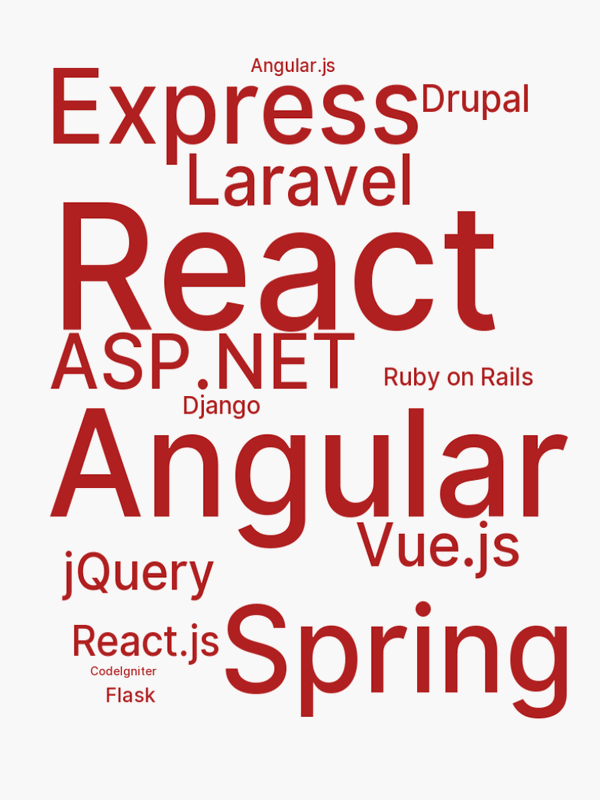 Angular.js
Express
Drupal
Laravel
React
ASP.NET
Ruby on Rails
Django
Angular
Vue.js
jQuery
React.js
Spring
CodeIgniter
Flask